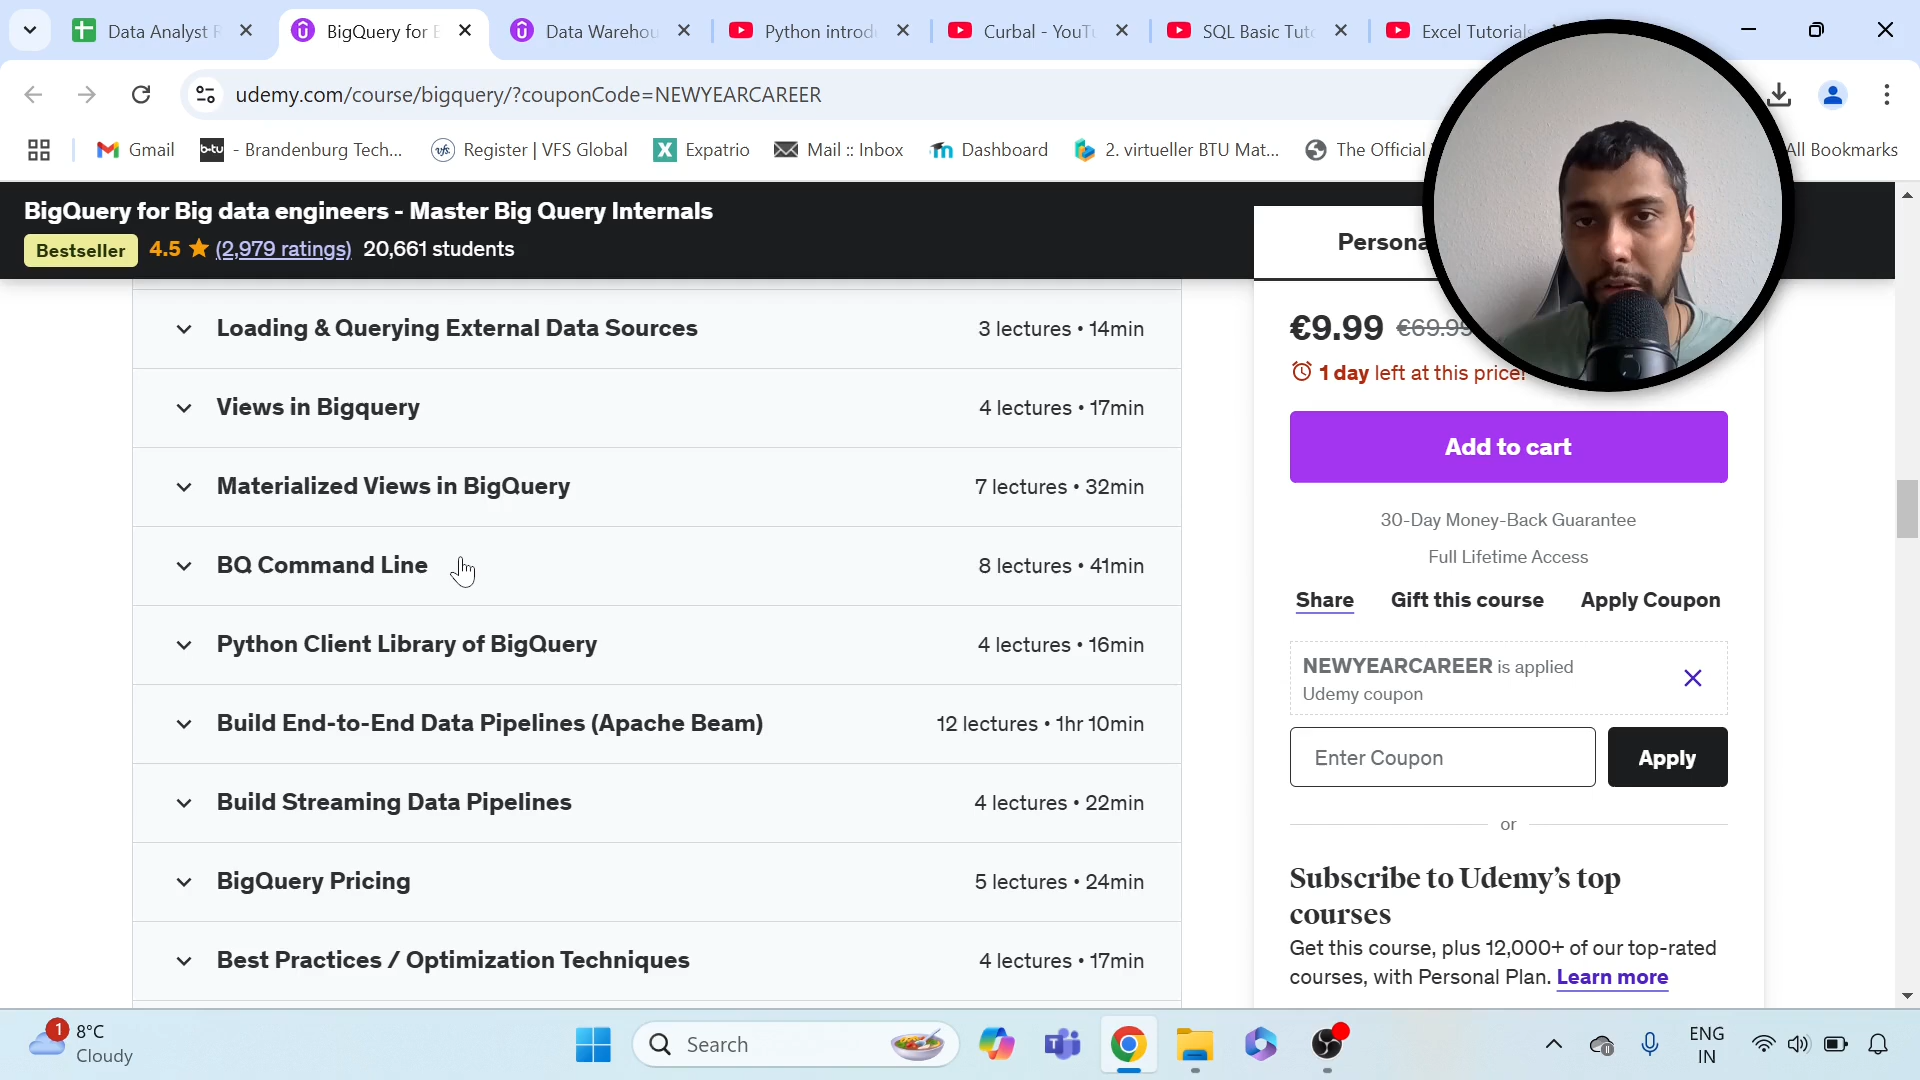 Data Analyst
BigQuery for
Data Warehou
Python introd
Curbal - YouT
SQL Basic Tut
Excel Tutorials
udemy.com/course/bigquery/?couponCode=NEWYEARCAREER
Gmail
b-tu - Brandenburg Tech...
vfs Register | VFS Global
Expatrio
Mail :: Inbox
Dashboard
2. virtueller BTU Mat...
The Official
All Bookmarks
BigQuery for Big data engineers - Master Big Query Internals
Bestseller 4.5 (2,979 ratings) 20,661 students
Persona
Loading & Querying External Data Sources 3 lectures • 14min
€9.99 €69.99
1 day left at this price!
Views in Bigquery 4 lectures • 17min
Add to cart
Materialized Views in BigQuery 7 lectures • 32min
30-Day Money-Back Guarantee
Full Lifetime Access
BQ Command Line 8 lectures • 41min
Share Gift this course Apply Coupon
Python Client Library of BigQuery 4 lectures • 16min
NEWYEARCAREER is applied
Udemy coupon
Build End-to-End Data Pipelines (Apache Beam) 12 lectures • 1hr 10min
Enter Coupon Apply
Build Streaming Data Pipelines 4 lectures • 22min
or
BigQuery Pricing 5 lectures • 24min
Subscribe to Udemy's top
courses
Get this course, plus 12,000+ of our top-rated
courses, with Personal Plan. Learn more
Best Practices / Optimization Techniques 4 lectures • 17min
1 8°C
Cloudy
Search
ENG
IN